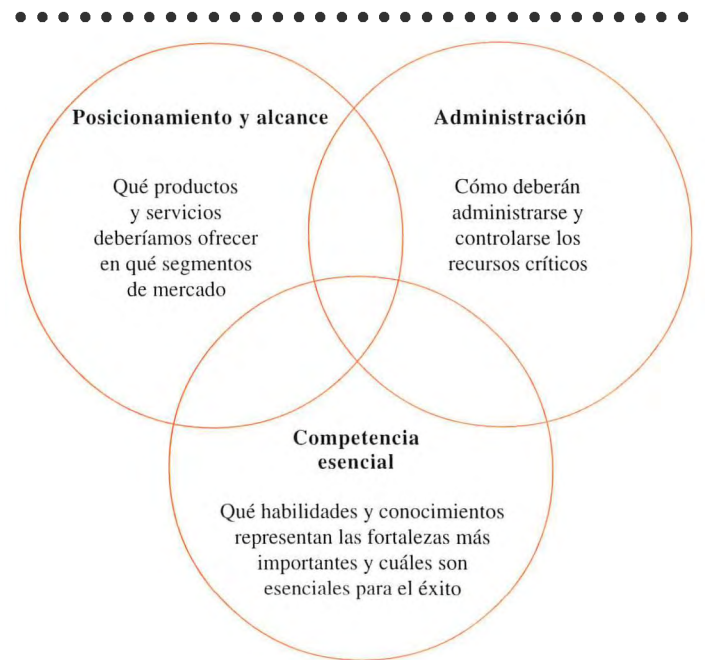 Posicionamiento y alcance
Qué productos
y servicios
deberíamos ofrecer
en qué segmentos
de mercado
Administración
Cómo deberán
administrarse y
controlarse los
recursos críticos
Competencia
esencial
Qué habilidades y conocimientos
representan las fortalezas más
importantes y cuáles son
esenciales para el éxito